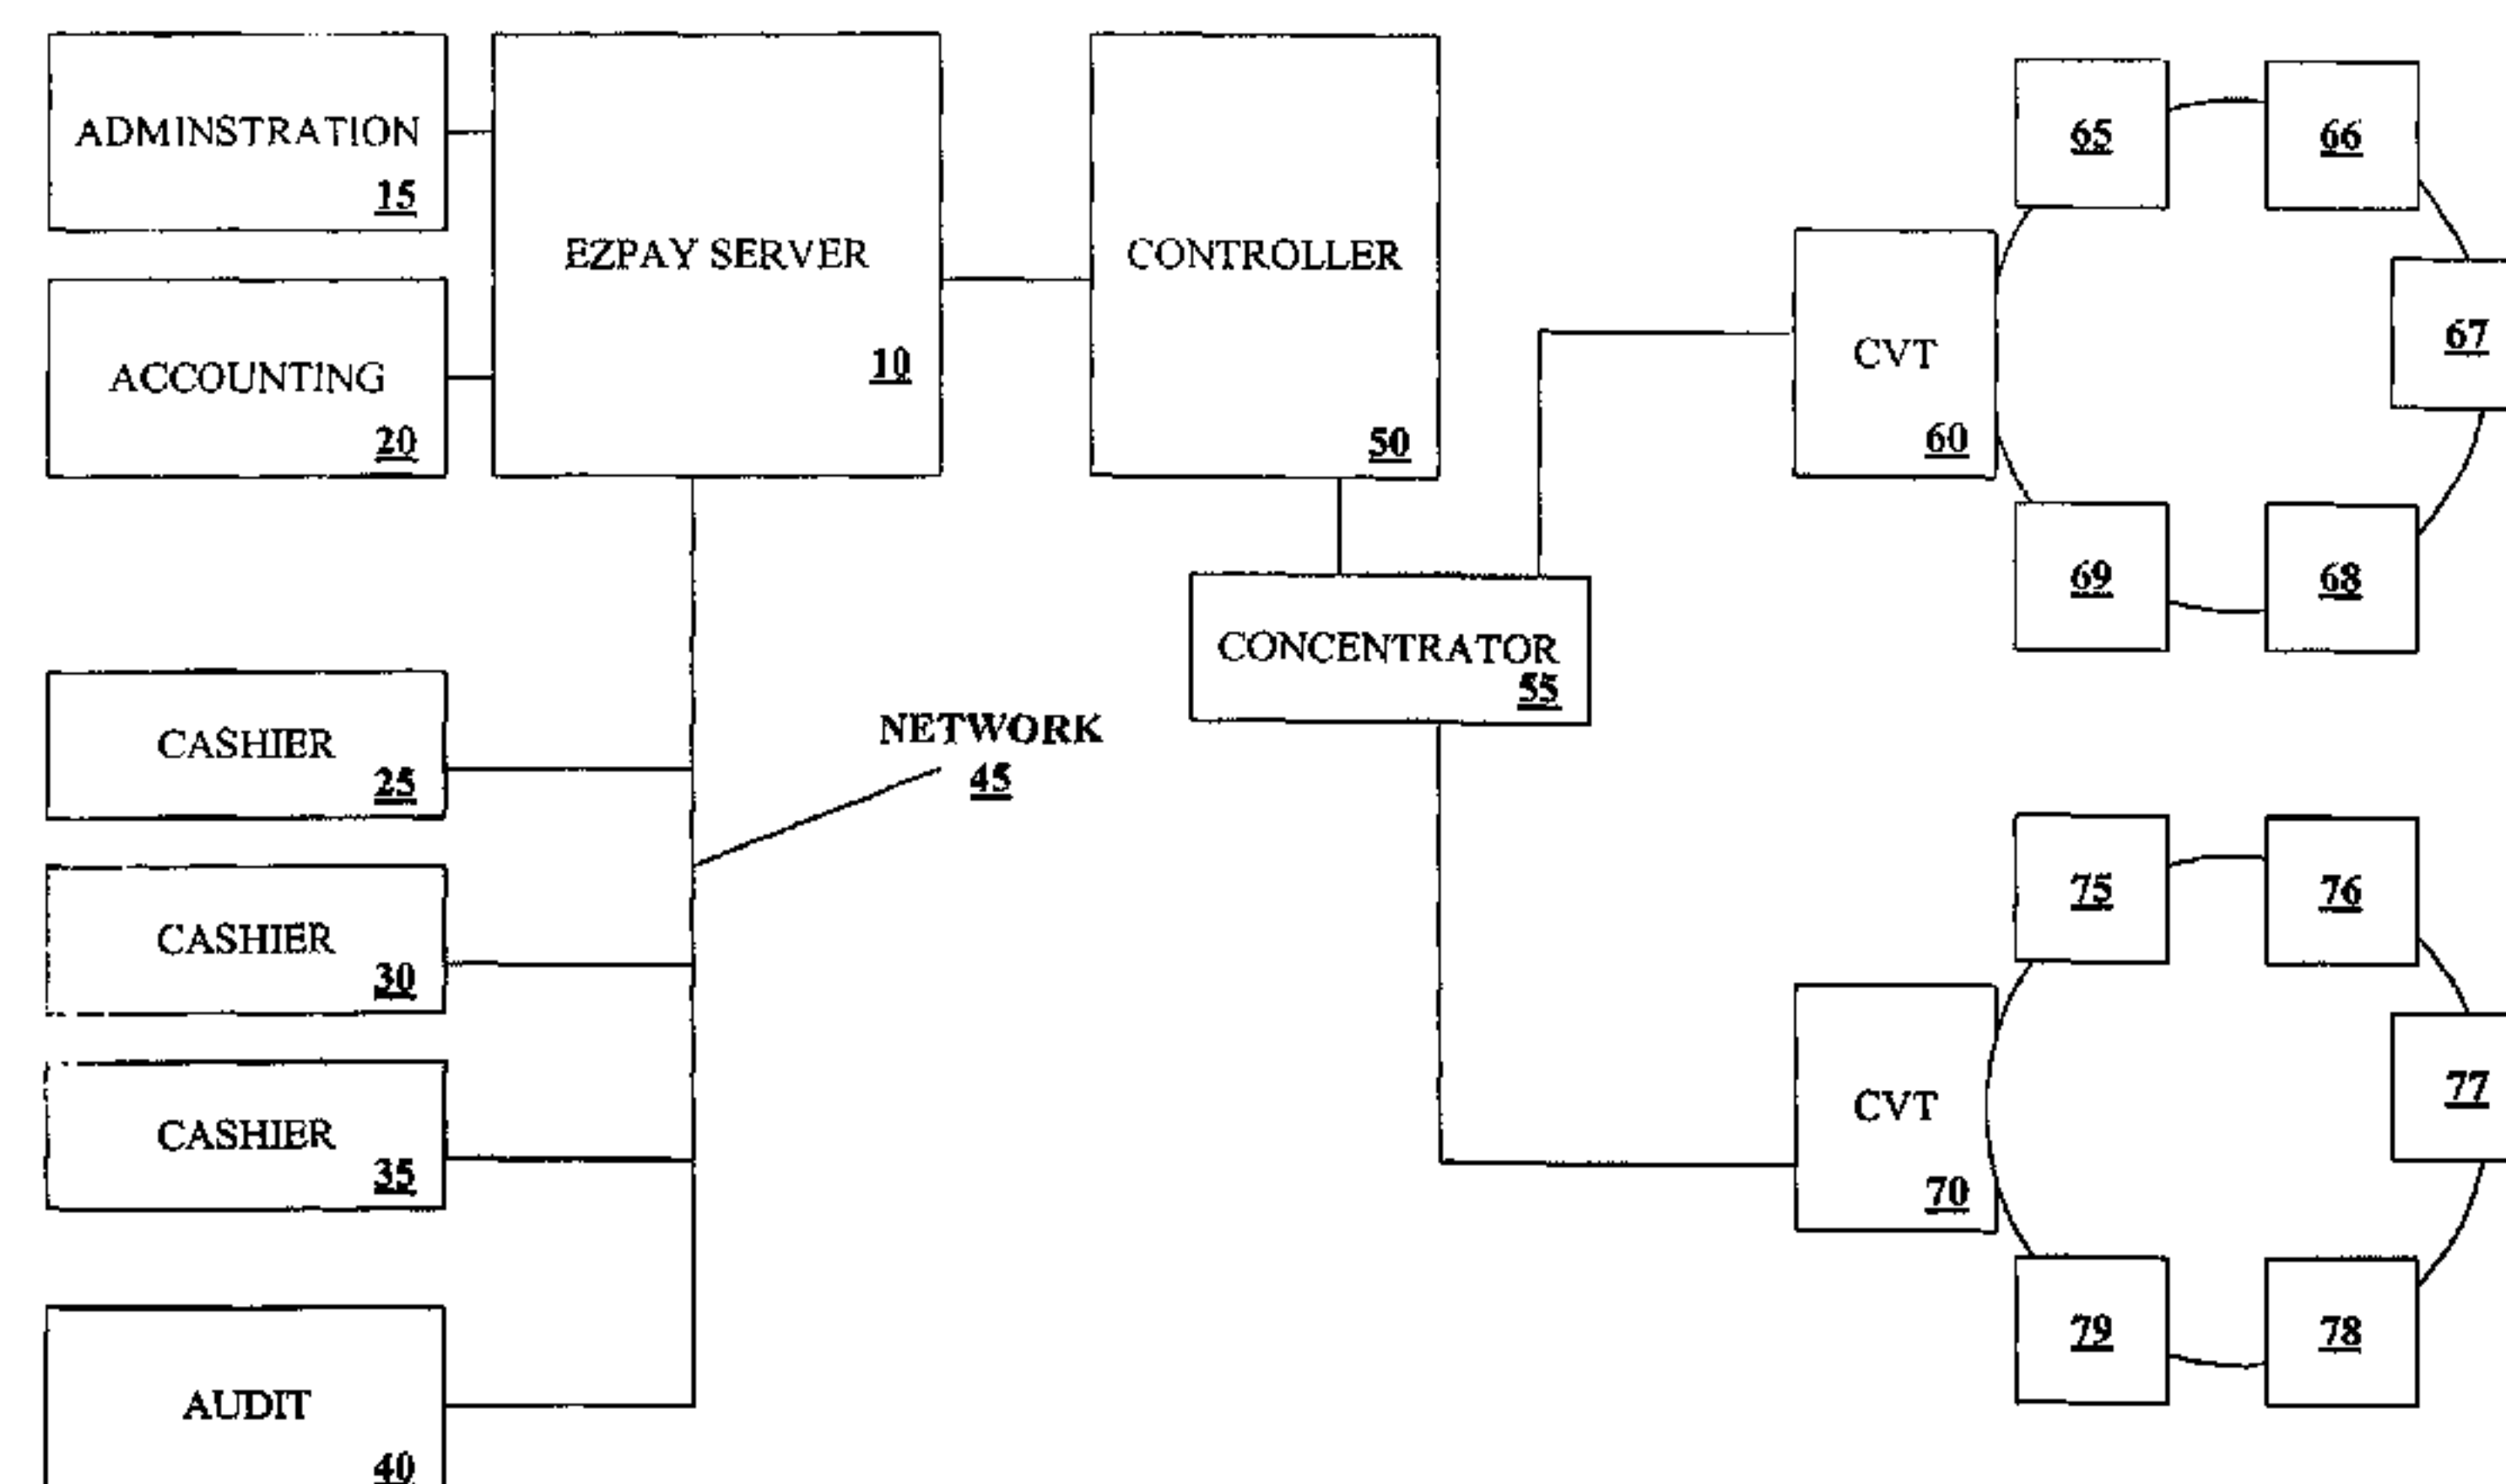 ADMINSTRATION
15
EZPAY SERVER
10
CONTROLLER
50
ACCOUNTING
20
65
66
67
CVT
60
69
68
CONCENTRATOR
55
NETWORK
45
CASHIER
25
CASHIER
30
CASHIER
35
AUDIT
40
75
76
77
CVT
70
79
78